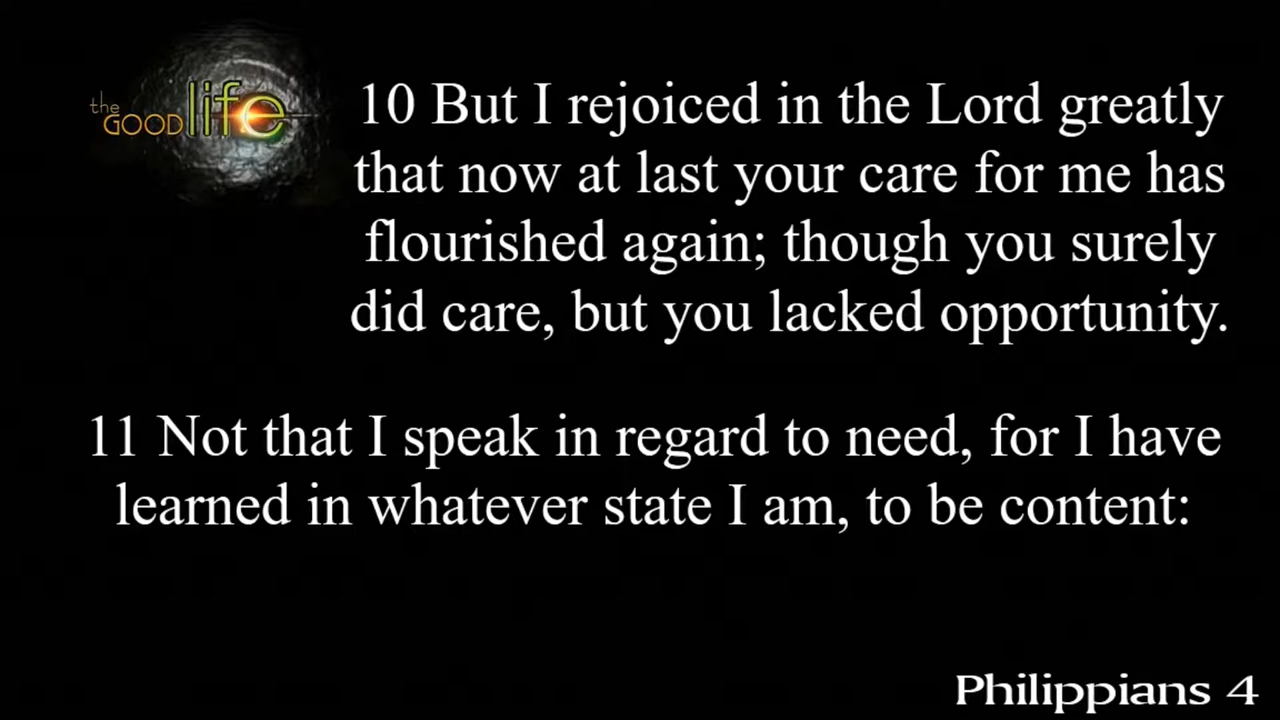 the
GOOD life
10 But I rejoiced in the Lord greatly
that now at last your care for me has
flourished again; though you surely
did care, but you lacked opportunity.
11 Not that I speak in regard to need, for I have
learned in whatever state I am, to be content:
Philippians 4